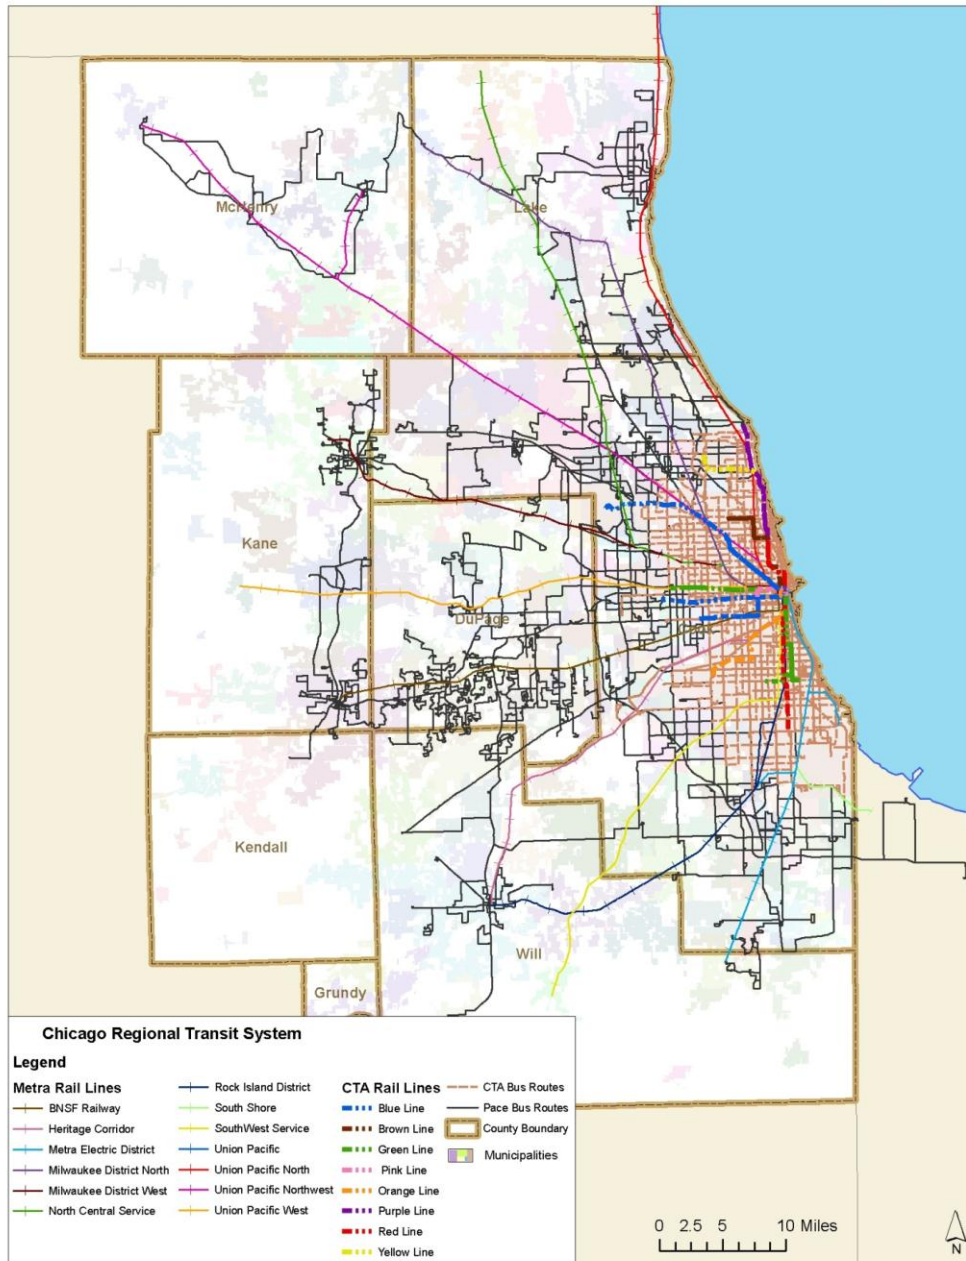 McHenry
Lake
Kane
DuPage
Kendall
Will
Grundy
Chicago Regional Transit System
Legend
Metra Rail Lines
BNSF Railway
Heritage Corridor
Metra Electric District
Milwaukee District North
Milwaukee District West
North Central Service
Rock Island District
South Shore
SouthWest Service
Union Pacific
Union Pacific North
Union Pacific Northwest
Union Pacific West
CTA Rail Lines
Blue Line
Brown Line
Green Line
Pink Line
Orange Line
Purple Line
Red Line
Yellow Line
CTA Bus Routes
Pace Bus Routes
County Boundary
Municipalities
0 2.5 5 10 Miles
N